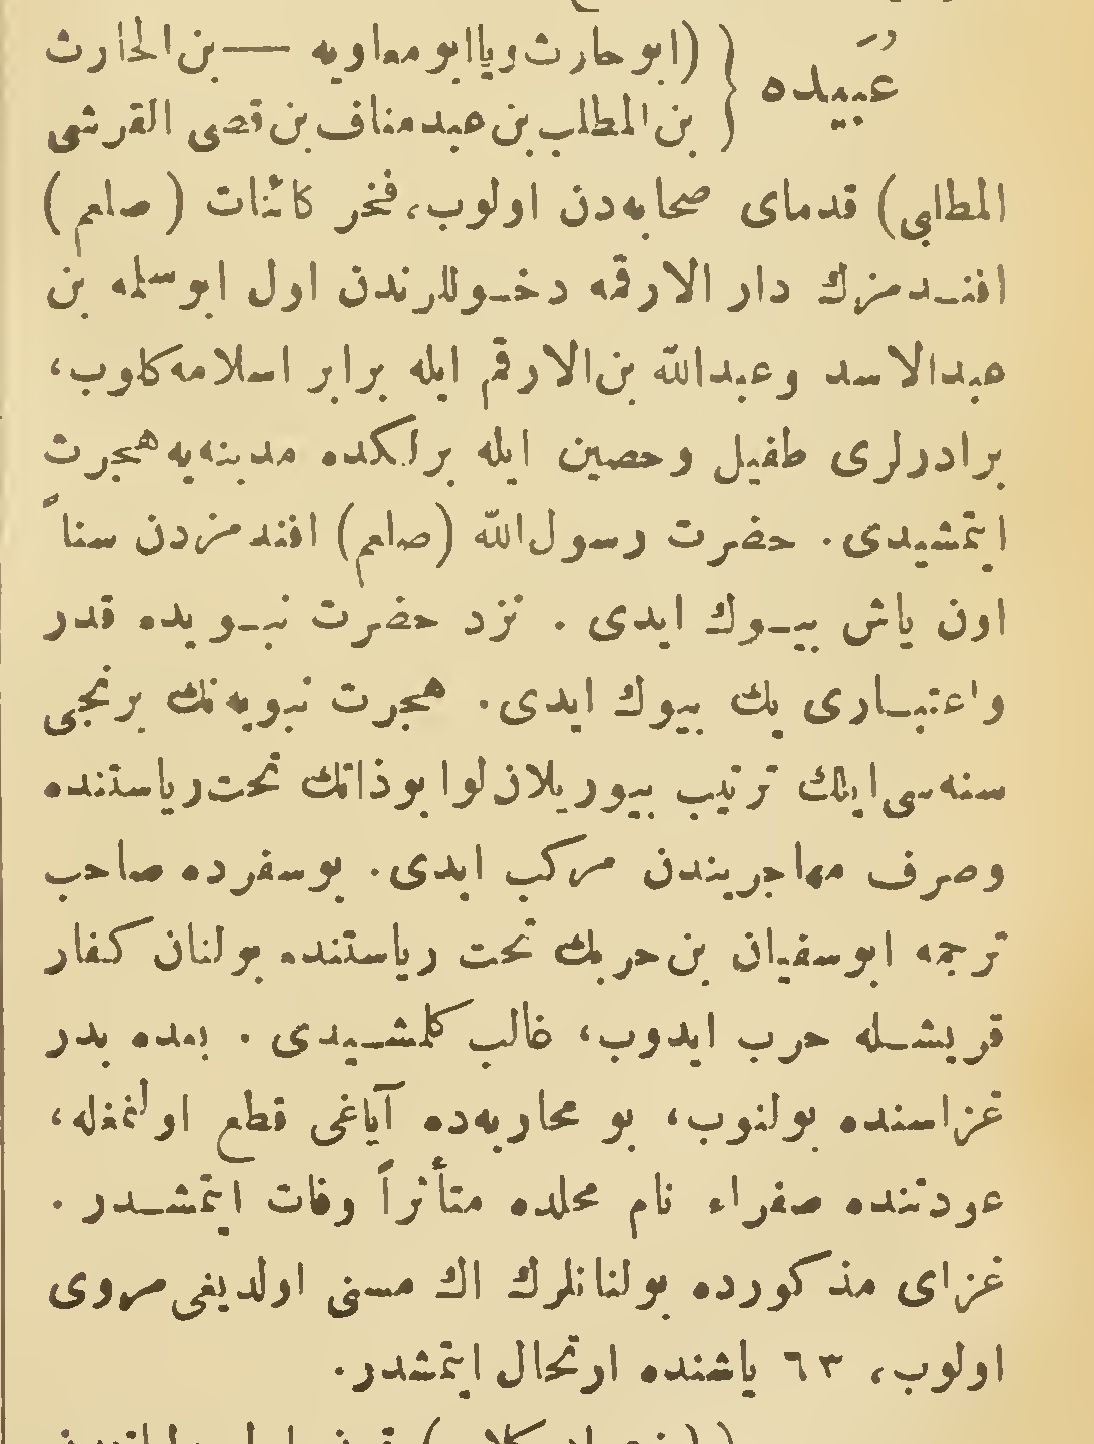 عُبَيده { (ابو حارث ويا ابو معاويه — بن الحارث
بن المطلب بن عبد مناف بن قصى القرشى
المطلبى) قدماى صحابه‌دن اولوب، فخر كائنات (صلعم)
افندمزك دار الارقمه دخوللرندن اول ابو سلمه بن
عبد الاسد وعبد الله بن الارقم ايله برابر اسلامه كلوب،
برادرلرى طفيل وحصين ايله برلكده مدينه‌يه هجرت
ايتمشيدى. حضرت رسول الله (صلعم) افندمزدن سناً
اون ياش بيوك ايدى. نزد حضرت نبويده قدر
واعتبارى پك بيوك ايدى. هجرت نبويه‌نك برنجى
سنه‌سى ايلك ترتيب بيوريلان لوا بو ذاتك تحت رياستنده
وصرف مهاجريندن مركب ايدى. بو سفرده صاحب
ترجمه ابو سفيان بن حربك تحت رياستنده بولنان كفار
قريشله حرب ايدوب، غالب كلمشيدى. بعده بدر
غزاسنده بولنوب، بو محاربه‌ده آياغى قطع اولنمغله،
عودتنده صفراء نام محلده متأثراً وفات ايتمشدر.
غزاى مذكورده بولنانلرك اك مسنى اولديغى مروى
اولوب، ٦٣ ياشنده ارتحال ايتمشدر.